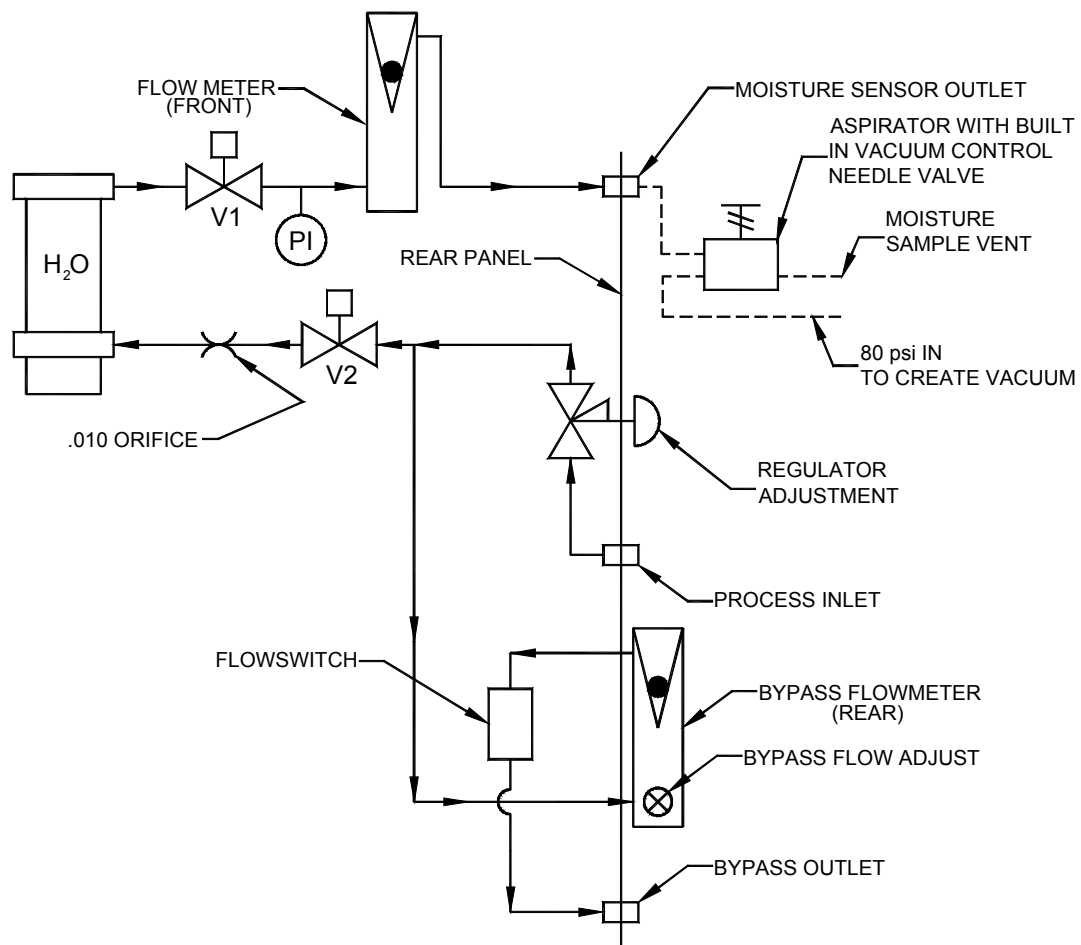 FLOW METER
(FRONT)
MOISTURE SENSOR OUTLET
ASPIRATOR WITH BUILT
IN VACUUM CONTROL
NEEDLE VALVE
V1
PI
H2O
REAR PANEL
MOISTURE
SAMPLE VENT
V2
80 psi IN
TO CREATE VACUUM
.010 ORIFICE
REGULATOR
ADJUSTMENT
PROCESS INLET
FLOWSWITCH
BYPASS FLOWMETER
(REAR)
BYPASS FLOW ADJUST
BYPASS OUTLET